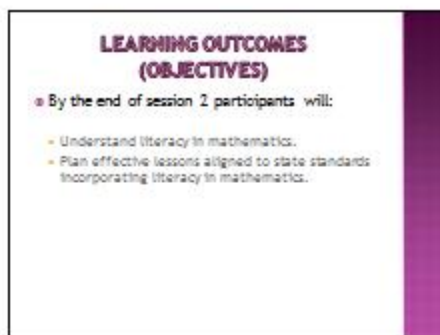 LEARNING OUTCOMES
(OBJECTIVES)
By the end of session 2 participants will:
Understand literacy in mathematics.
Plan effective lessons aligned to state standards
incorporating literacy in mathematics.